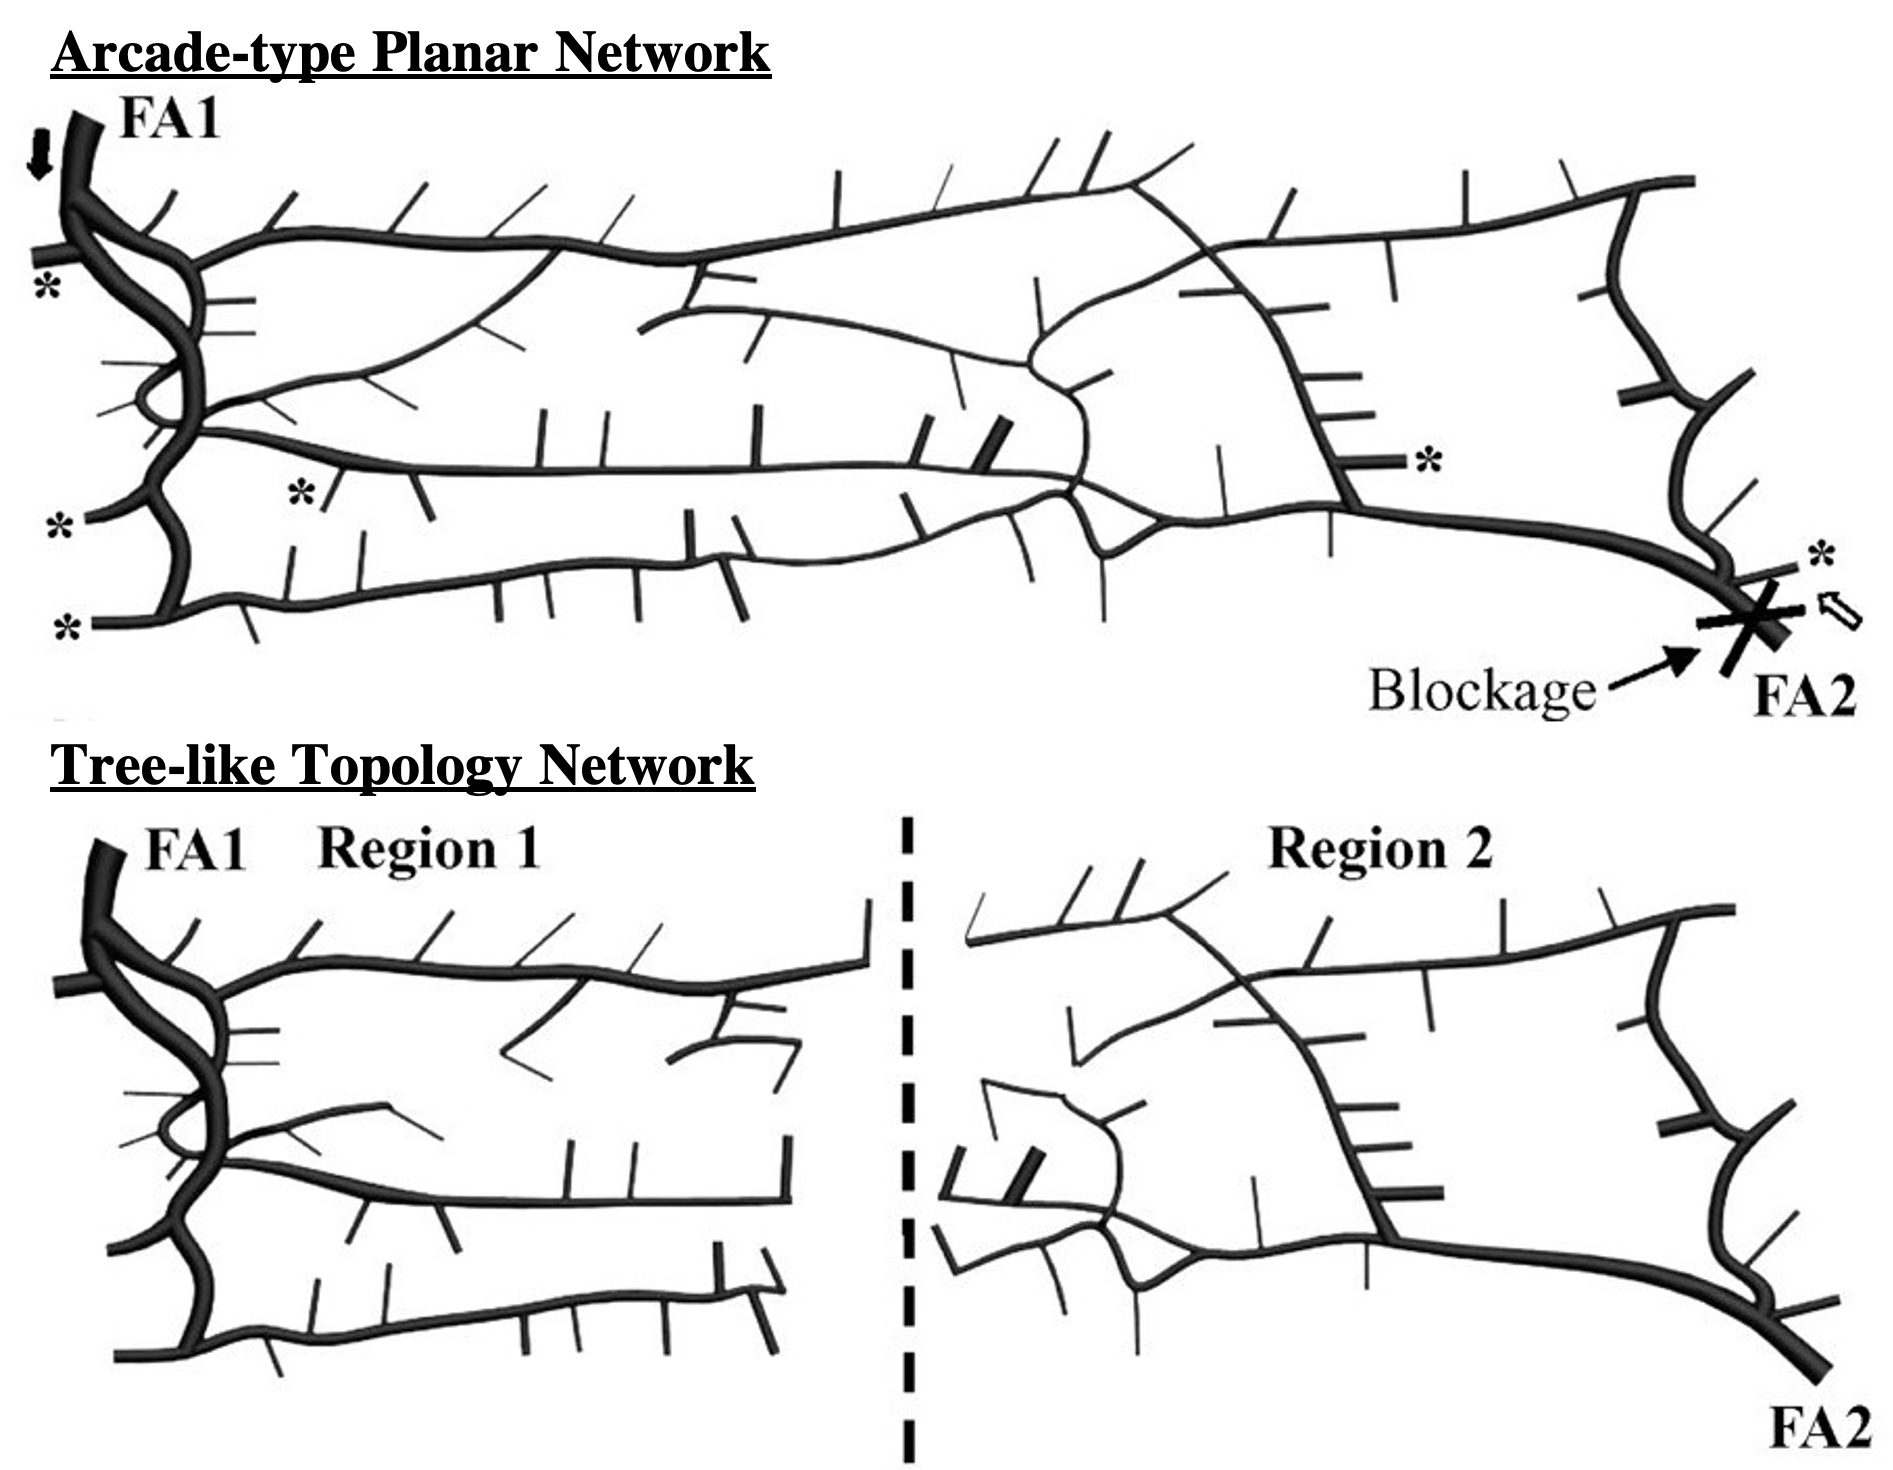 Arcade-type Planar Network
FA1
*
*
*
*
*
*
Blockage
FA2
Tree-like Topology Network
FA1 Region 1
Region 2
FA2